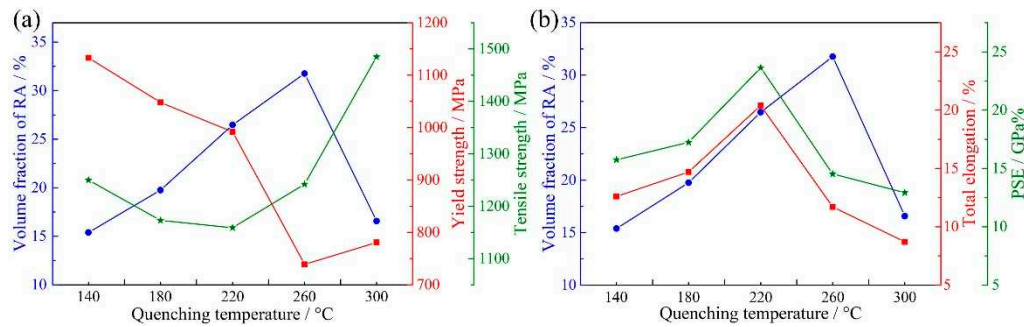 (a)
Volume fraction of RA / %
35
30
25
20
15
10
140 180 220 260 300
Quenching temperature / °C
1200
1100
1000
900
800
700
Yield strength / MPa
1500
1400
1300
1200
1100
Tensile strength / MPa
(b)
Volume fraction of RA / %
35
30
25
20
15
10
140 180 220 260 300
Quenching temperature / °C
25
20
15
10
5
Total elongation / %
25
20
15
10
5
PSE / GPa%